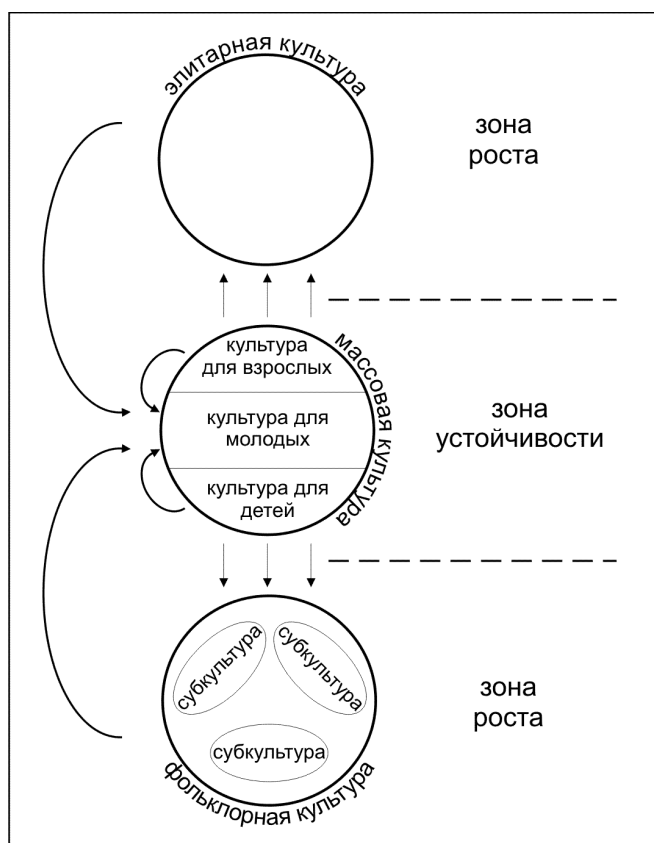 элитарная культура
зона
роста
культура
для взрослых
культура для
молодых
культура для
детей
массовая культура
зона
устойчивости
субкультура
субкультура
субкультура
фольклорная культура
зона
роста